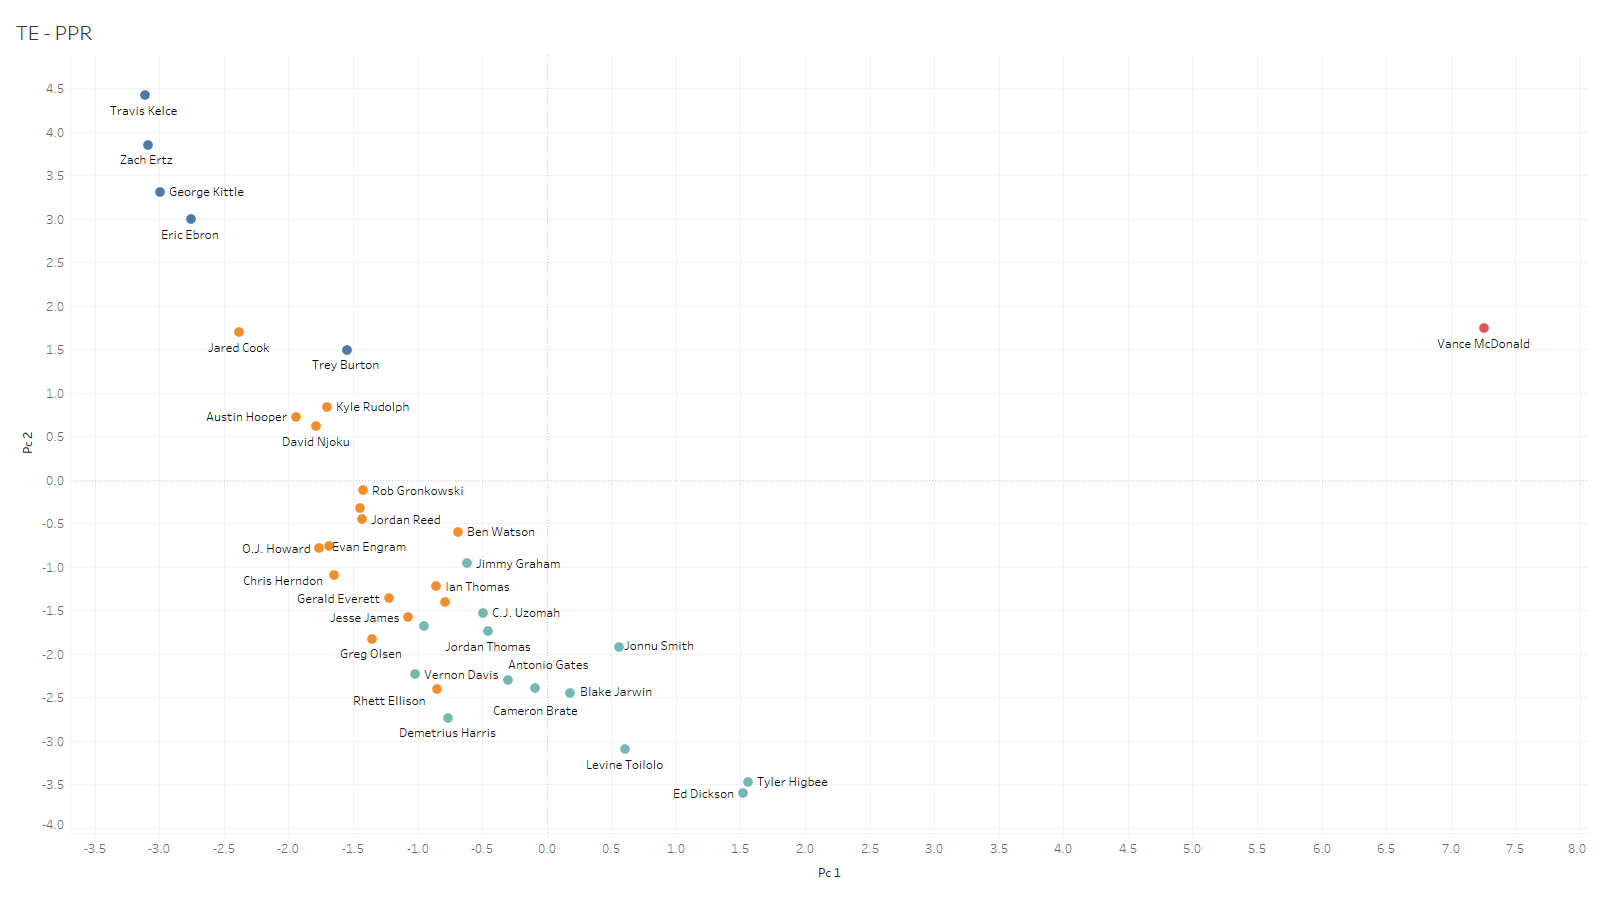 TE - PPR
4.5
Travis Kelce
4.0
Zach Ertz
3.5
George Kittle
3.0
Eric Ebron
2.5
2.0
Vance McDonald
Jared Cook
1.5
Trey Burton
1.0
Kyle Rudolph
Austin Hooper
David Njoku
0.5
Pc 2
0.0
Rob Gronkowski
-0.5
Jordan Reed
Ben Watson
O.J. Howard
Evan Engram
-1.0
Jimmy Graham
Chris Herndon
Ian Thomas
Gerald Everett
-1.5
C.J. Uzomah
Jesse James
Jordan Thomas
Jonnu Smith
-2.0
Greg Olsen
Antonio Gates
Vernon Davis
-2.5
Blake Jarwin
Rhett Ellison
Cameron Brate
Demetrius Harris
-3.0
Levine Toilolo
-3.5
Tyler Higbee
Ed Dickson
-4.0
-3.5 -3.0 -2.5 -2.0 -1.5 -1.0 -0.5 0.0 0.5 1.0 1.5 2.0 2.5 3.0 3.5 4.0 4.5 5.0 5.5 6.0 6.5 7.0 7.5 8.0
Pc 1